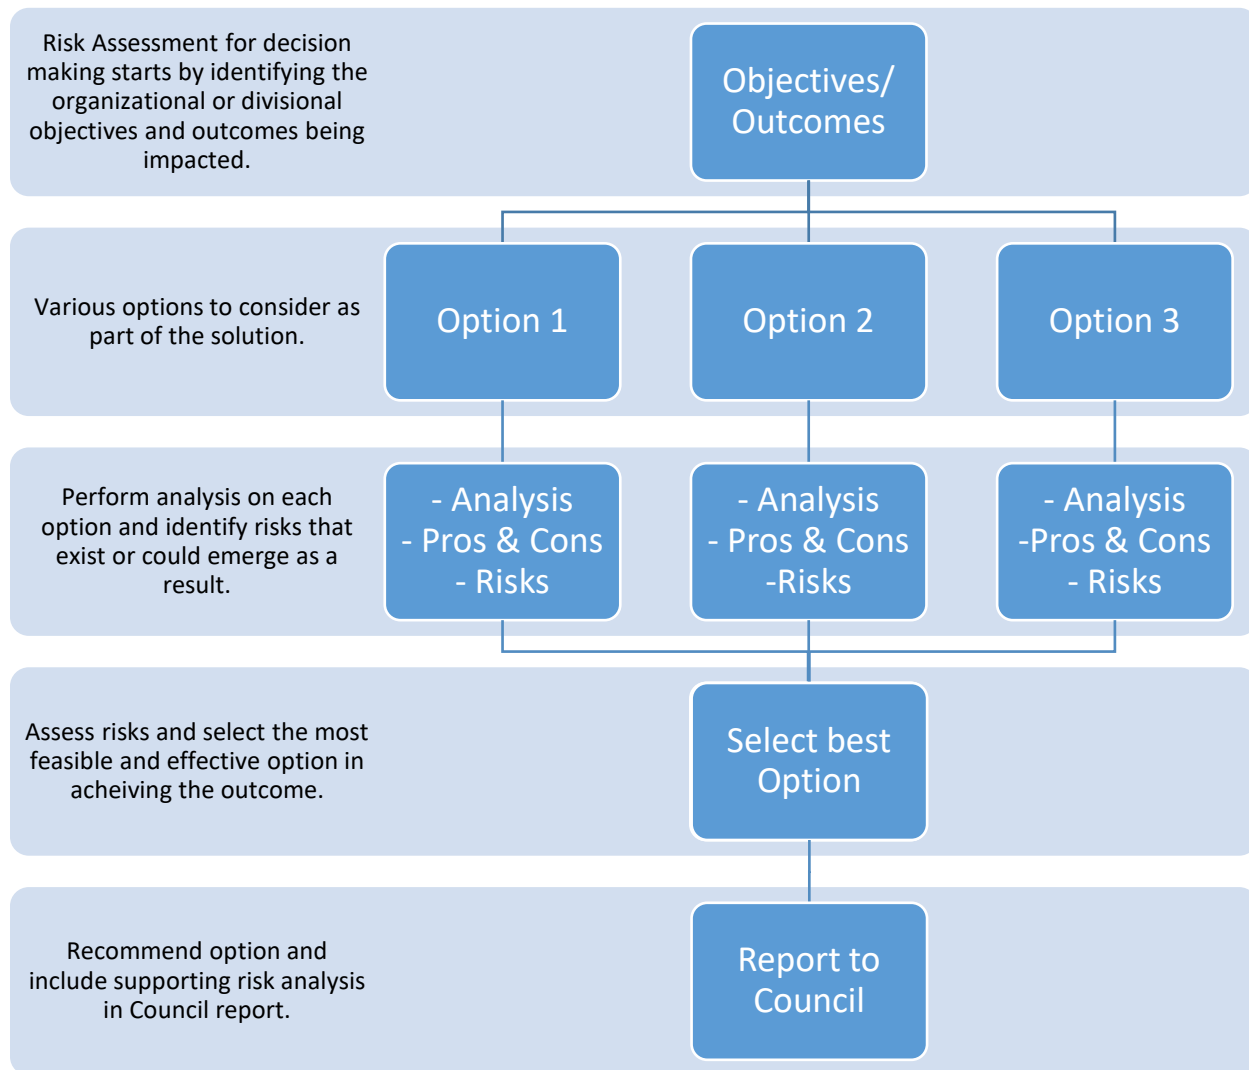 Risk Assessment for decision
making starts by identifying the
organizational or divisional
objectives and outcomes being
impacted.
Objectives/
Outcomes
Various options to consider as
part of the solution.
Option 1
Option 2
Option 3
Perform analysis on each
option and identify risks that
exist or could emerge as a
result.
- Analysis
- Pros & Cons
- Risks
- Analysis
- Pros & Cons
-Risks
- Analysis
-Pros & Cons
- Risks
Assess risks and select the most
feasible and effective option in
acheiving the outcome.
Select best
Option
Recommend option and
include supporting risk analysis
in Council report.
Report to
Council